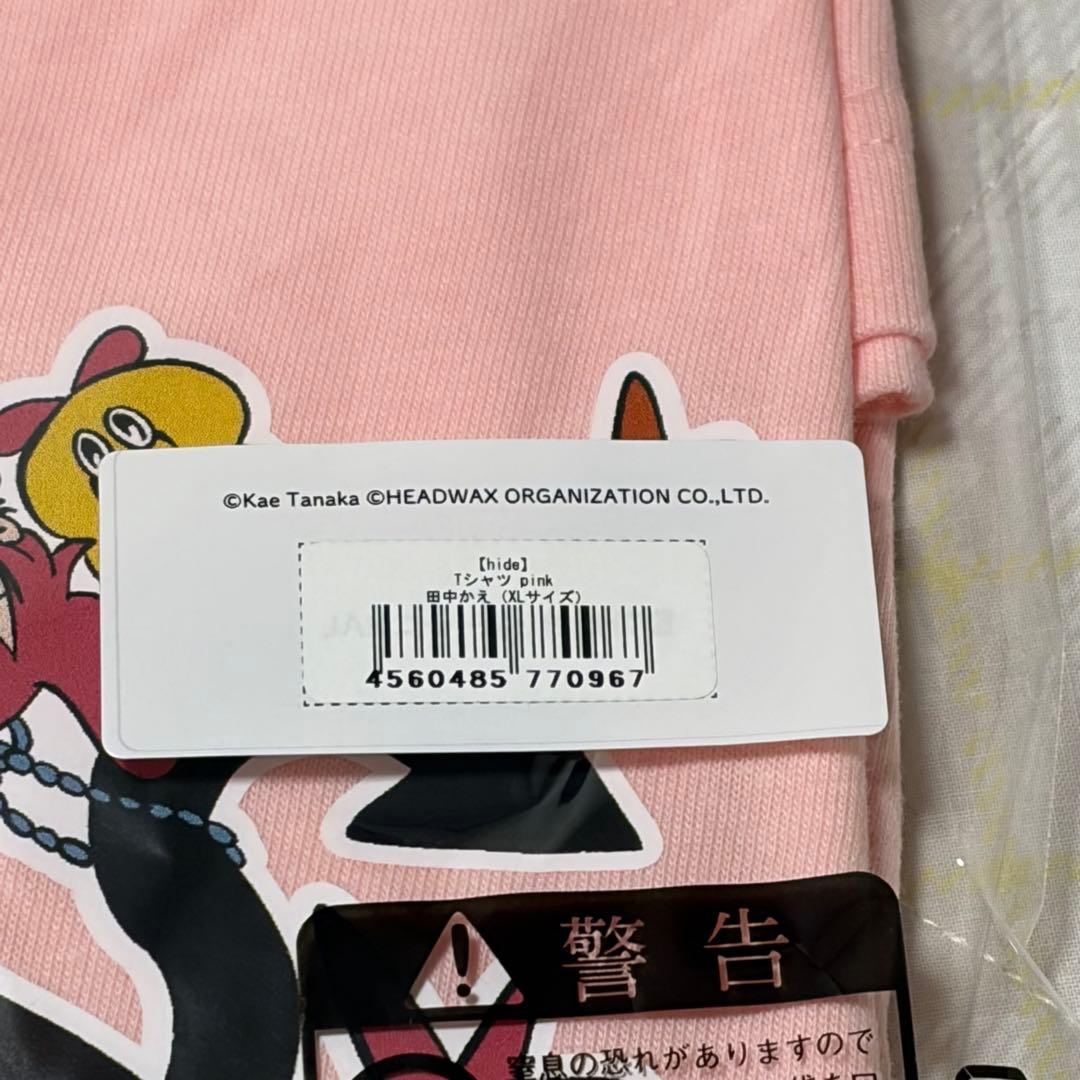 ©Kae Tanaka ©HEADWAX ORGANIZATION CO.,LTD.
【hide】
Tシャツ pink
田中かえ（XLサイズ）
4560485 770967
警告
窒息の恐れがありますので